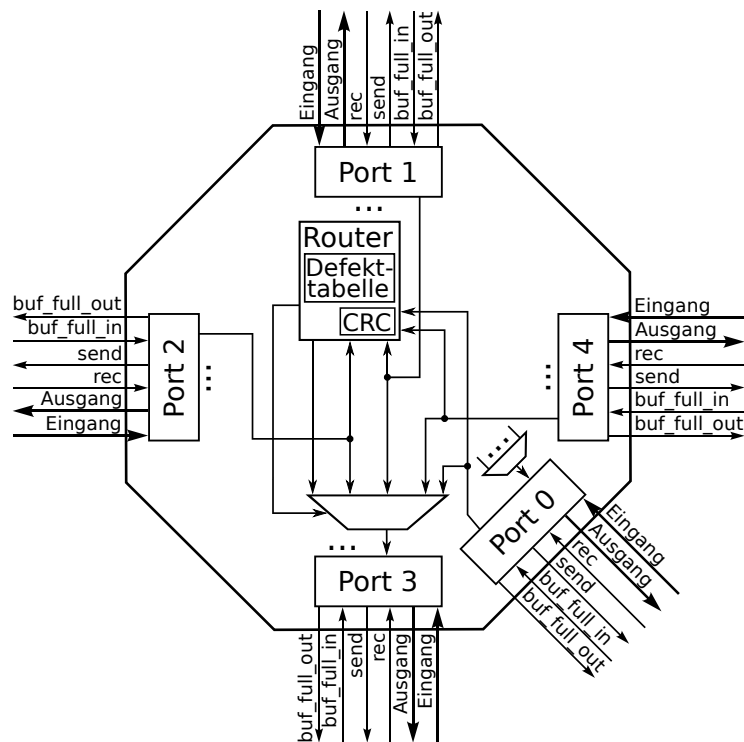 Eingang
Ausgang
rec
send
buf_full_in
buf_full_out
Port 1
...
Router
Defekt-
tabelle
CRC
buf_full_out
buf_full_in
send
rec
Ausgang
Eingang
Port 2
...
...
Port 4
Eingang
Ausgang
rec
send
buf_full_in
buf_full_out
...
Port 0
Eingang
Ausgang
rec
send
buf_full_in
buf_full_out
...
Port 3
buf_full_out
buf_full_in
send
rec
Ausgang
Eingang